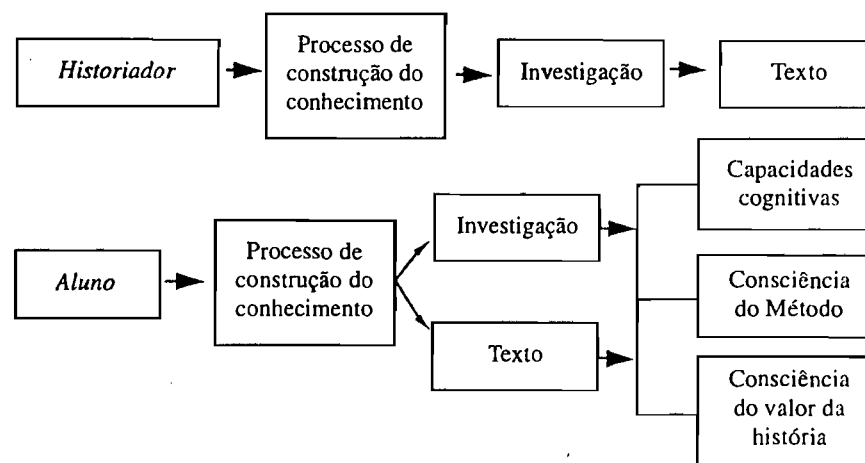 Historiador
Processo de
construção do
conhecimento
Investigação
Texto
Aluno
Processo de
construção do
conhecimento
Investigação
Texto
Capacidades
cognitivas
Consciência
do Método
Consciência
do valor da
história